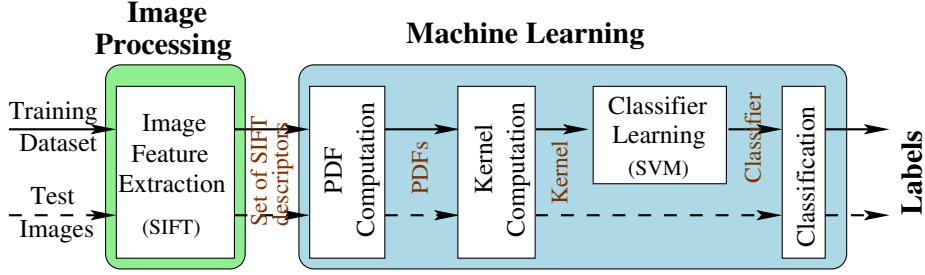 Image
Processing
Machine Learning
Training
Dataset
Test
Images
Image
Feature
Extraction
(SIFT)
Set of SIFT
descriptors
PDF
Computation
PDFs
Kernel
Computation
Kernel
Classifier
Learning
(SVM)
Classifier
Classification
Labels